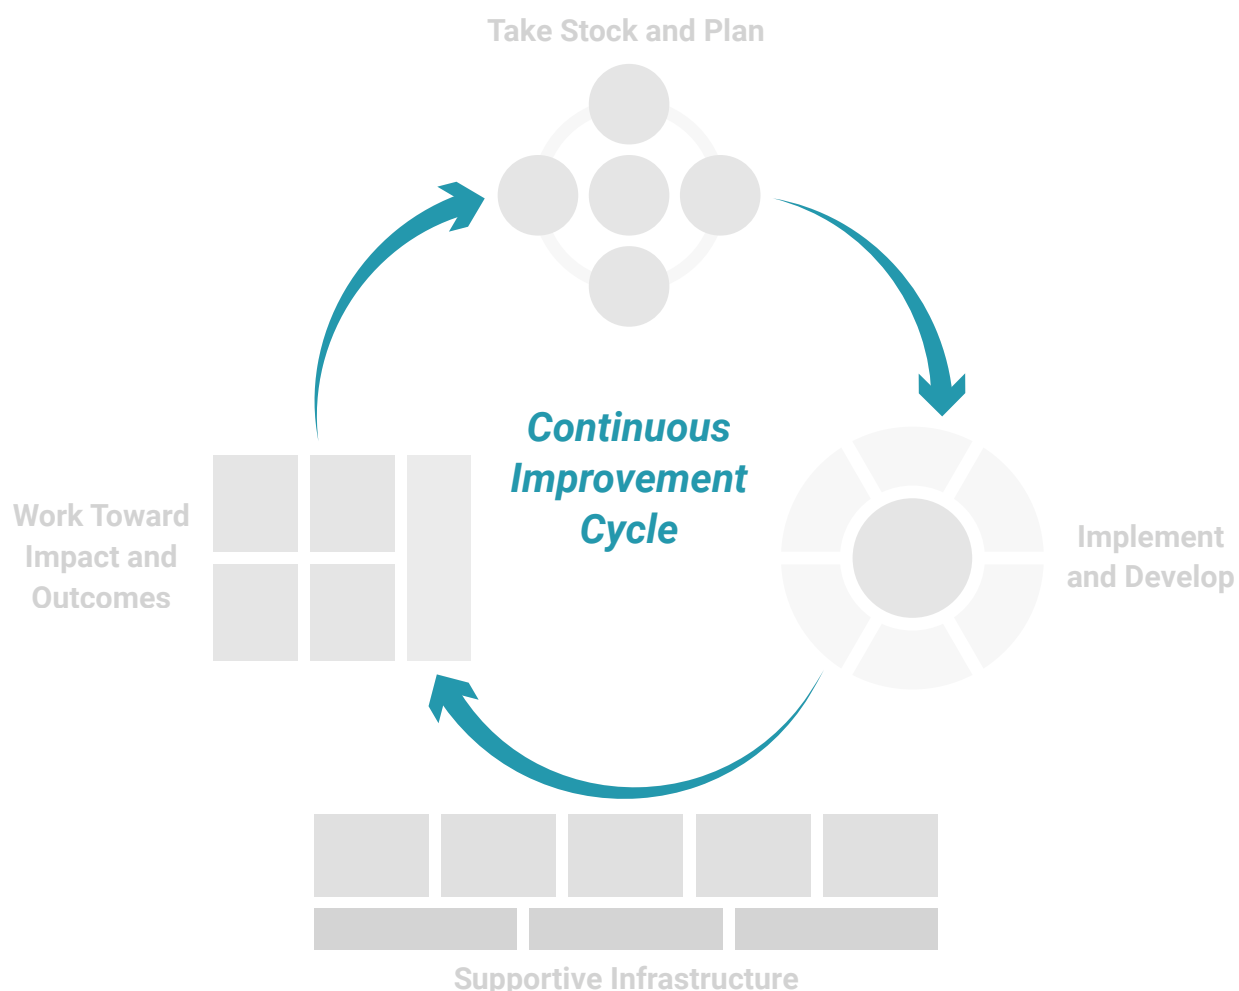 Take Stock and Plan
Continuous
Improvement
Cycle
Work Toward
Impact and
Outcomes
Implement
and Develop
Supportive Infrastructure